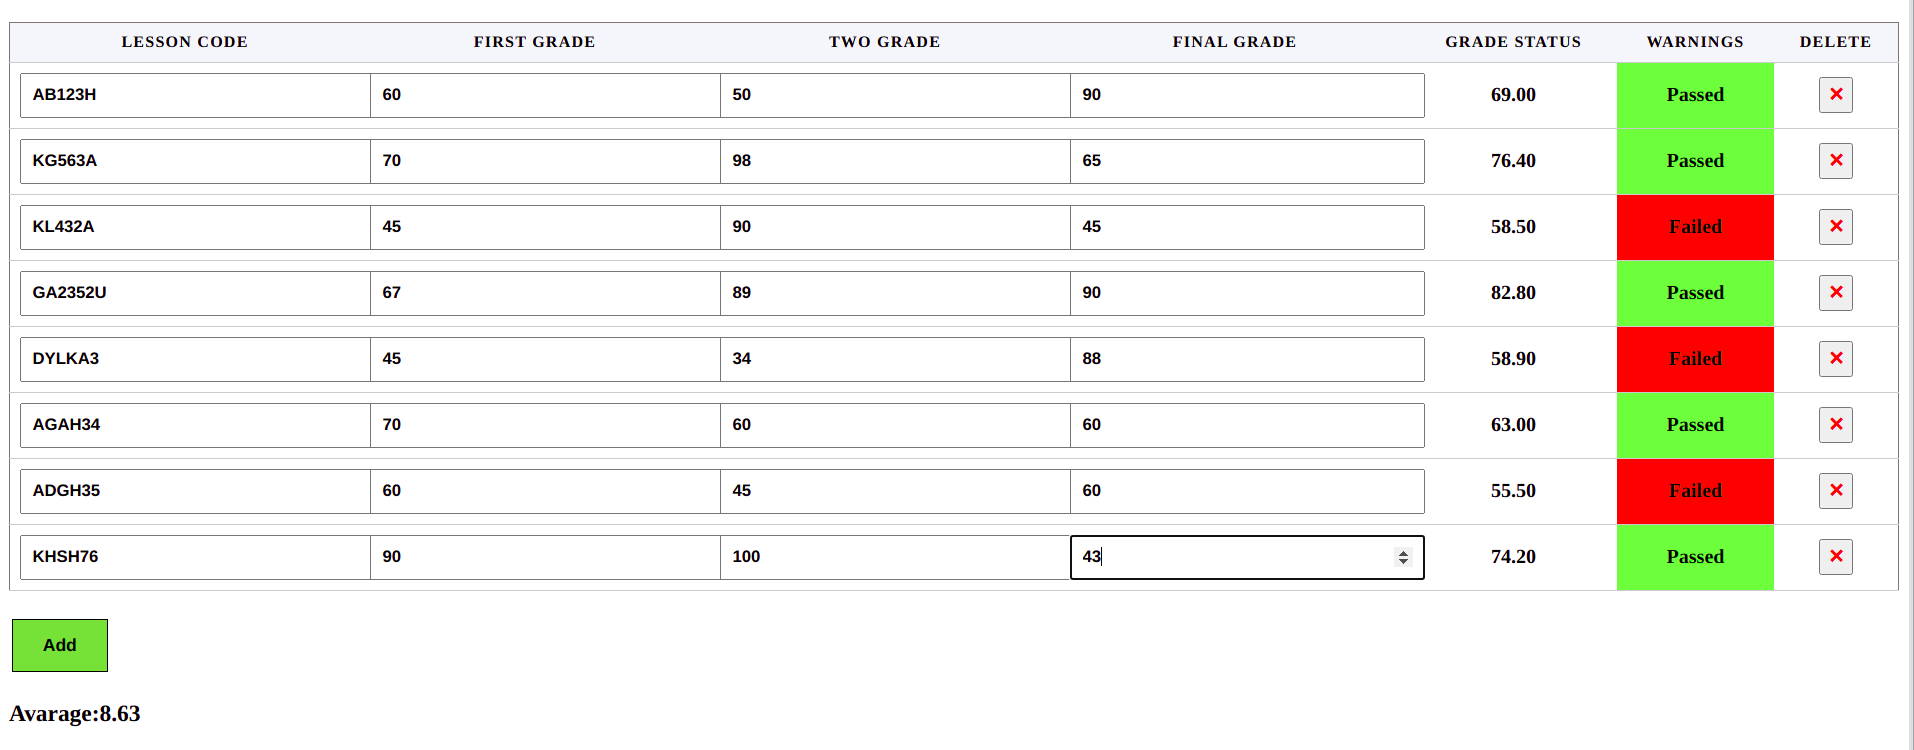 LESSON CODE FIRST GRADE TWO GRADE FINAL GRADE GRADE STATUS WARNINGS DELETE
AB123H 60 50 90 69.00 Passed
KG563A 70 98 65 76.40 Passed
KL432A 45 90 45 58.50 Failed
GA2352U 67 89 90 82.80 Passed
DYLKA3 45 34 88 58.90 Failed
AGAH34 70 60 60 63.00 Passed
ADGH35 60 45 60 55.50 Failed
KHSH76 90 100 43 74.20 Passed
Add
Avarage:8.63